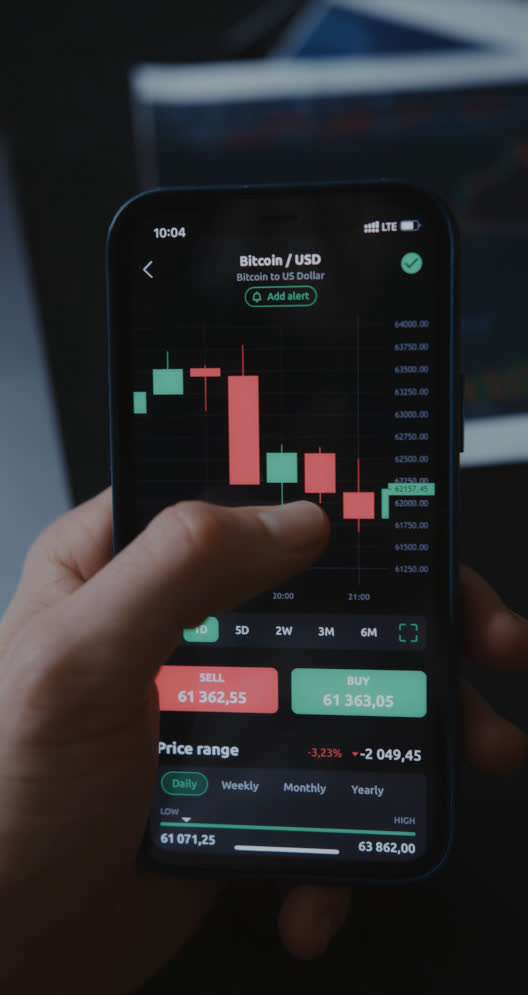 10:04
LTE
Bitcoin / USD
Bitcoin to US Dollar
Add alert
64000.00
63750.00
63500.00
63250.00
63000.00
62750.00
62500.00
62250.00
62157.45
62000.00
61750.00
61500.00
61250.00
20:00 21:00
1D 5D 2W 3M 6M
SELL BUY
61 362,55 61 363,05
Price range -3,23% -2 049,45
Daily Weekly Monthly Yearly
LOW HIGH
61 071,25 63 862,00